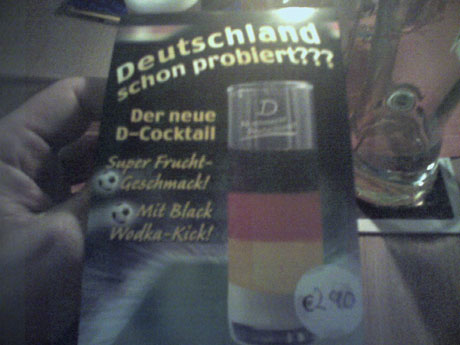 Deutschland
schon probiert???
Der neue
D-Cocktail
Super Frucht-
Geschmack!
Mit Black
Wodka-Kick!
D
€2,90